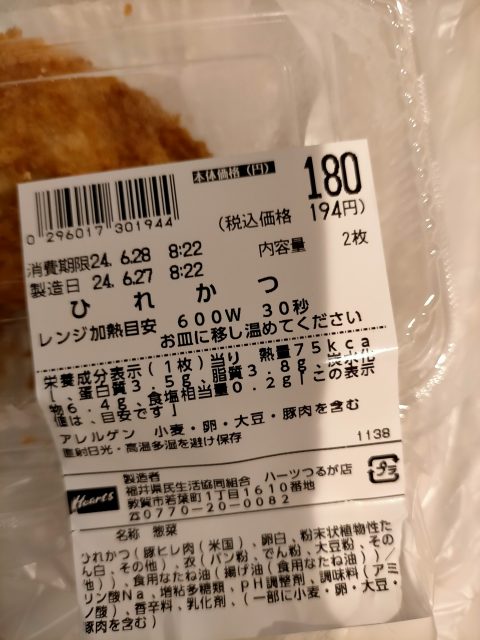 本体価格(円) 180
0 296017 301944
(税込価格 194円)
消費期限24. 6.28 8:22 内容量 2枚
製造日 24. 6.27 8:22
ひれかつ
レンジ加熱目安 600W 30秒
お皿に移し温めてください
栄養成分表示(1枚)当り 熱量75kca
l、蛋白質3.5g、脂質3.8g、炭水化
物6.4g、食塩相当量0.2g「この表示
値は、目安です」
アレルゲン 小麦・卵・大豆・豚肉を含む
直射日光・高温多湿を避け保存 1138
Hearts
製造者
福井県民生活協同組合 ハーツつるが店
敦賀市若葉町1丁目1610番地
☎0770-20-0082
プラ
名称 惣菜
ひれかつ(豚ヒレ肉(米国)、卵白、粉末状植物性た
ん白、その他)、衣(パン粉、でん粉、大豆粉、その
他)、食用なたね油(揚げ油(食用なたね油))/
リン酸Na、増粘多糖類、pH調整剤、調味料(アミ
ノ酸)、香辛料、乳化剤、(一部に小麦・卵・大豆・
豚肉を含む)